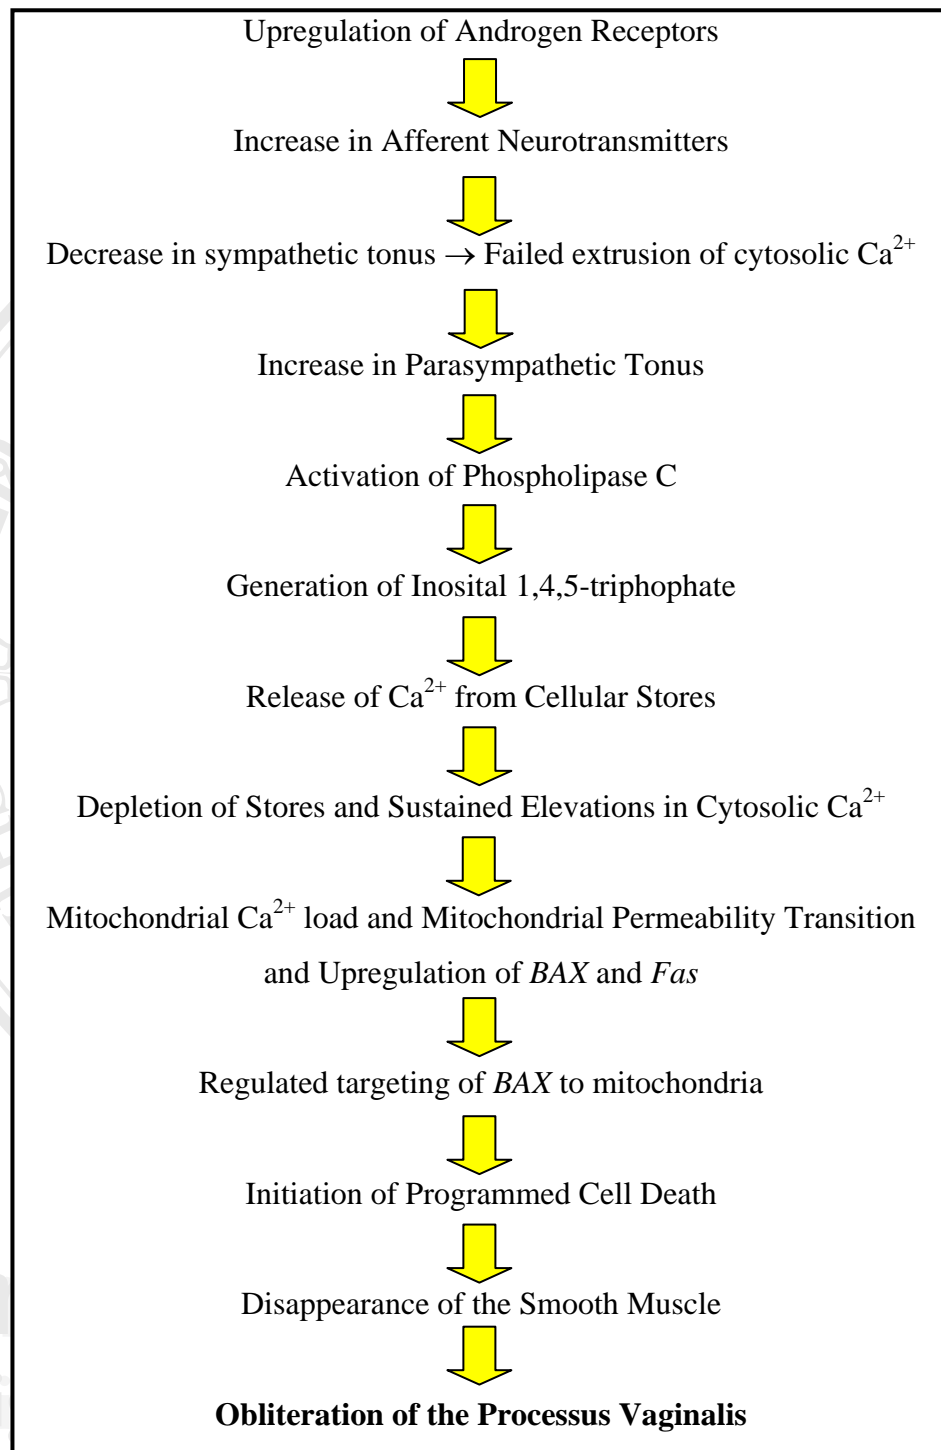 Upregulation of Androgen Receptors
Increase in Afferent Neurotransmitters
Decrease in sympathetic tonus → Failed extrusion of cytosolic Ca²⁺
Increase in Parasympathetic Tonus
Activation of Phospholipase C
Generation of Inosital 1,4,5-triphophate
Release of Ca²⁺ from Cellular Stores
Depletion of Stores and Sustained Elevations in Cytosolic Ca²⁺
Mitochondrial Ca²⁺ load and Mitochondrial Permeability Transition
and Upregulation of BAX and Fas
Regulated targeting of BAX to mitochondria
Initiation of Programmed Cell Death
Disappearance of the Smooth Muscle
Obliteration of the Processus Vaginalis